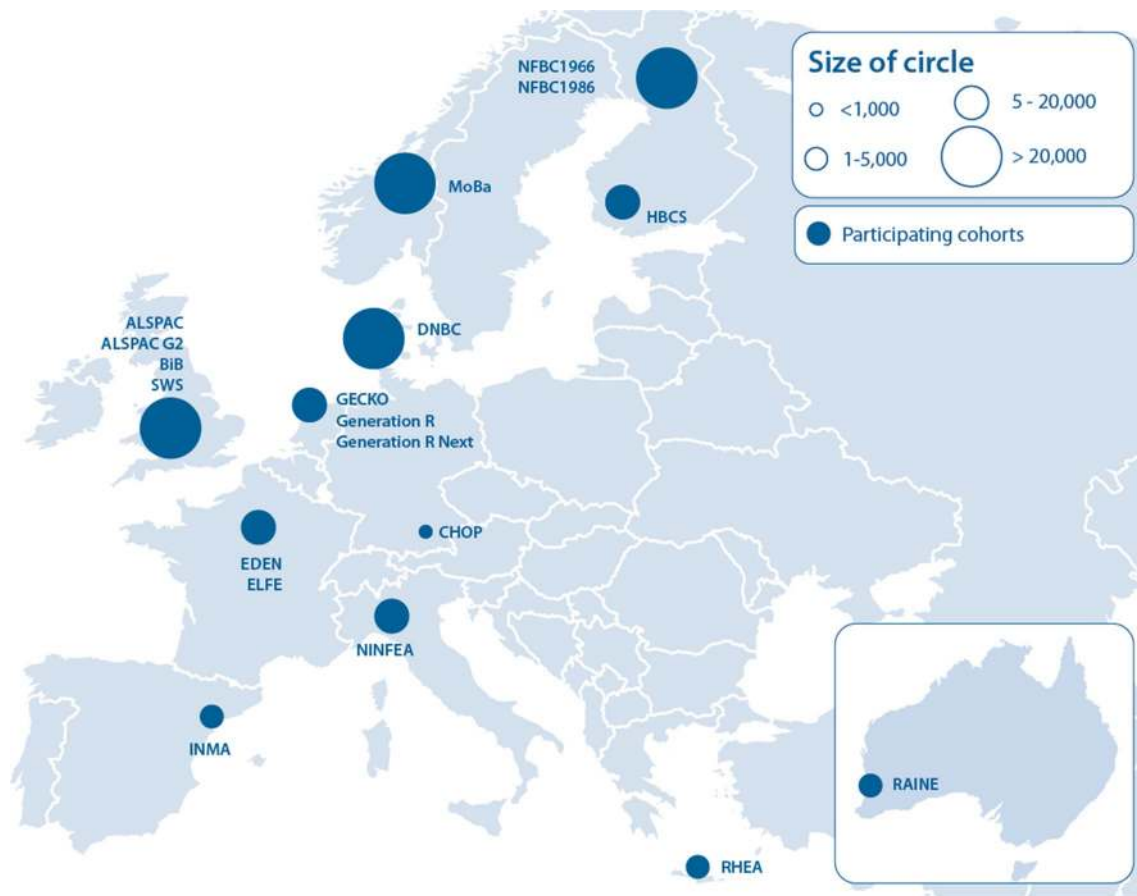 NFBC1966
NFBC1986
MoBa
HBCS
Size of circle
<1,000
5 - 20,000
1-5,000
> 20,000
Participating cohorts
ALSPAC
ALSPAC G2
BiB
SWS
DNBC
GECKO
Generation R
Generation R Next
CHOP
EDEN
ELFE
NINFEA
INMA
RAINE
RHEA